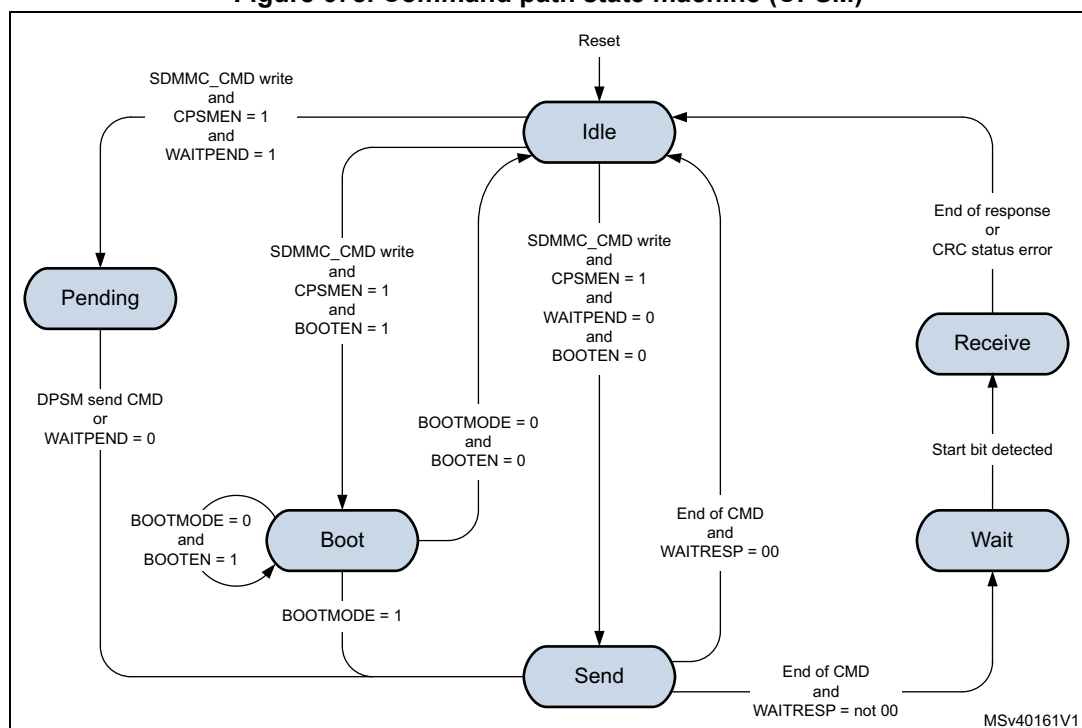 Figure 673. Command path state machine (CPSM)
Reset
SDMMC_CMD write
and
CPSMEN = 1
and
WAITPEND = 1
Idle
SDMMC_CMD write
and
CPSMEN = 1
and
BOOTEN = 1
SDMMC_CMD write
and
CPSMEN = 1
and
WAITPEND = 0
and
BOOTEN = 0
End of response
or
CRC status error
Pending
Receive
DPSM send CMD
or
WAITPEND = 0
BOOTMODE = 0
and
BOOTEN = 0
Start bit detected
BOOTMODE = 0
and
BOOTEN = 1
Boot
End of CMD
and
WAITRESP = 00
Wait
BOOTMODE = 1
Send
End of CMD
and
WAITRESP = not 00
MSv40161V1